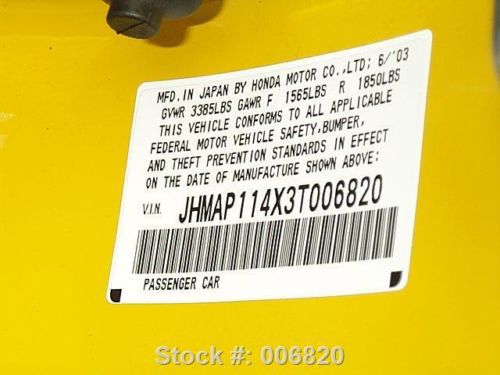 MFD. IN JAPAN BY HONDA MOTOR CO.,LTD; 6/'03
GVWR 3385LBS GAWR F 1565LBS R 1850LBS
THIS VEHICLE CONFORMS TO ALL APPLICABLE
FEDERAL MOTOR VEHICLE SAFETY,BUMPER,
AND THEFT PREVENTION STANDARDS IN EFFECT
ON THE DATE OF MANUFACTURE SHOWN ABOVE:
V.I.N. JHMAP114X3T006820
PASSENGER CAR
Stock #: 006820